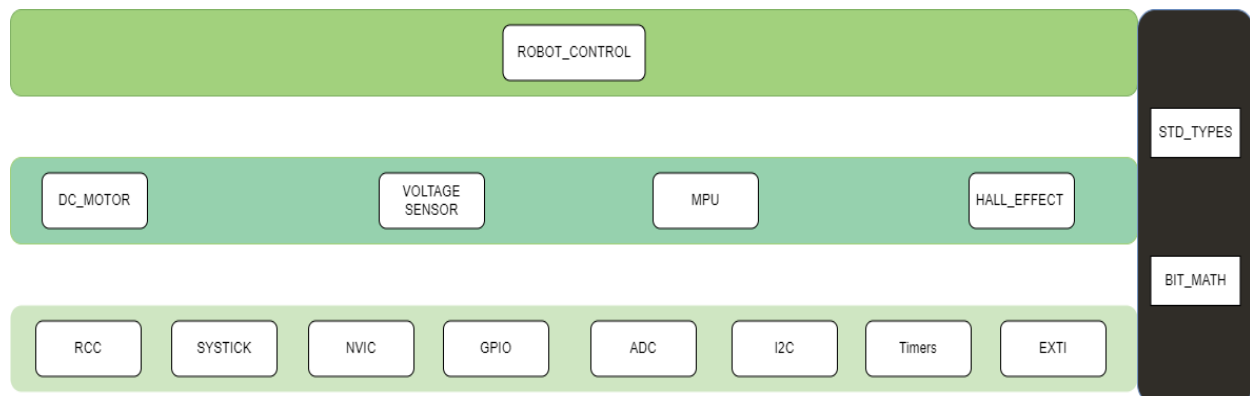 ROBOT_CONTROL
STD_TYPES
DC_MOTOR
VOLTAGE
SENSOR
MPU
HALL_EFFECT
BIT_MATH
RCC
SYSTICK
NVIC
GPIO
ADC
I2C
Timers
EXTI